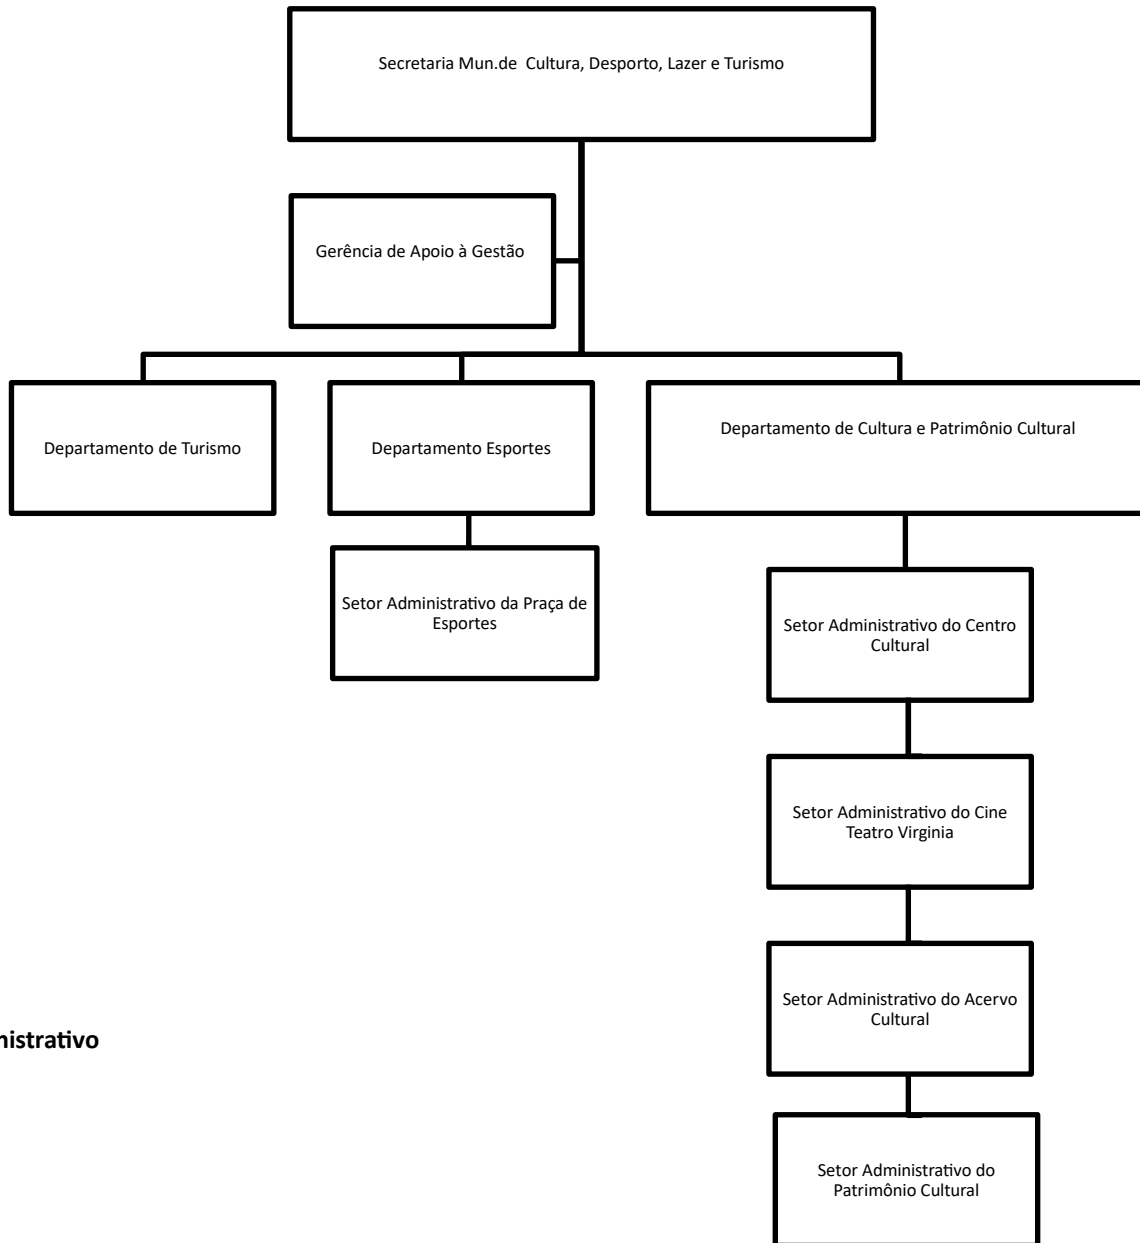 Secretaria Mun.de  Cultura, Desporto, Lazer e Turismo
Gerência de Apoio à Gestão
Departamento de Turismo
Departamento Esportes
Departamento de Cultura e Patrimônio Cultural
Setor Administrativo da Praça de
Esportes
Setor Administrativo do Centro
Cultural
Setor Administrativo do Cine
Teatro Virginia
Setor Administrativo do Acervo
Cultural
nistrativo
Setor Administrativo do
Patrimônio Cultural